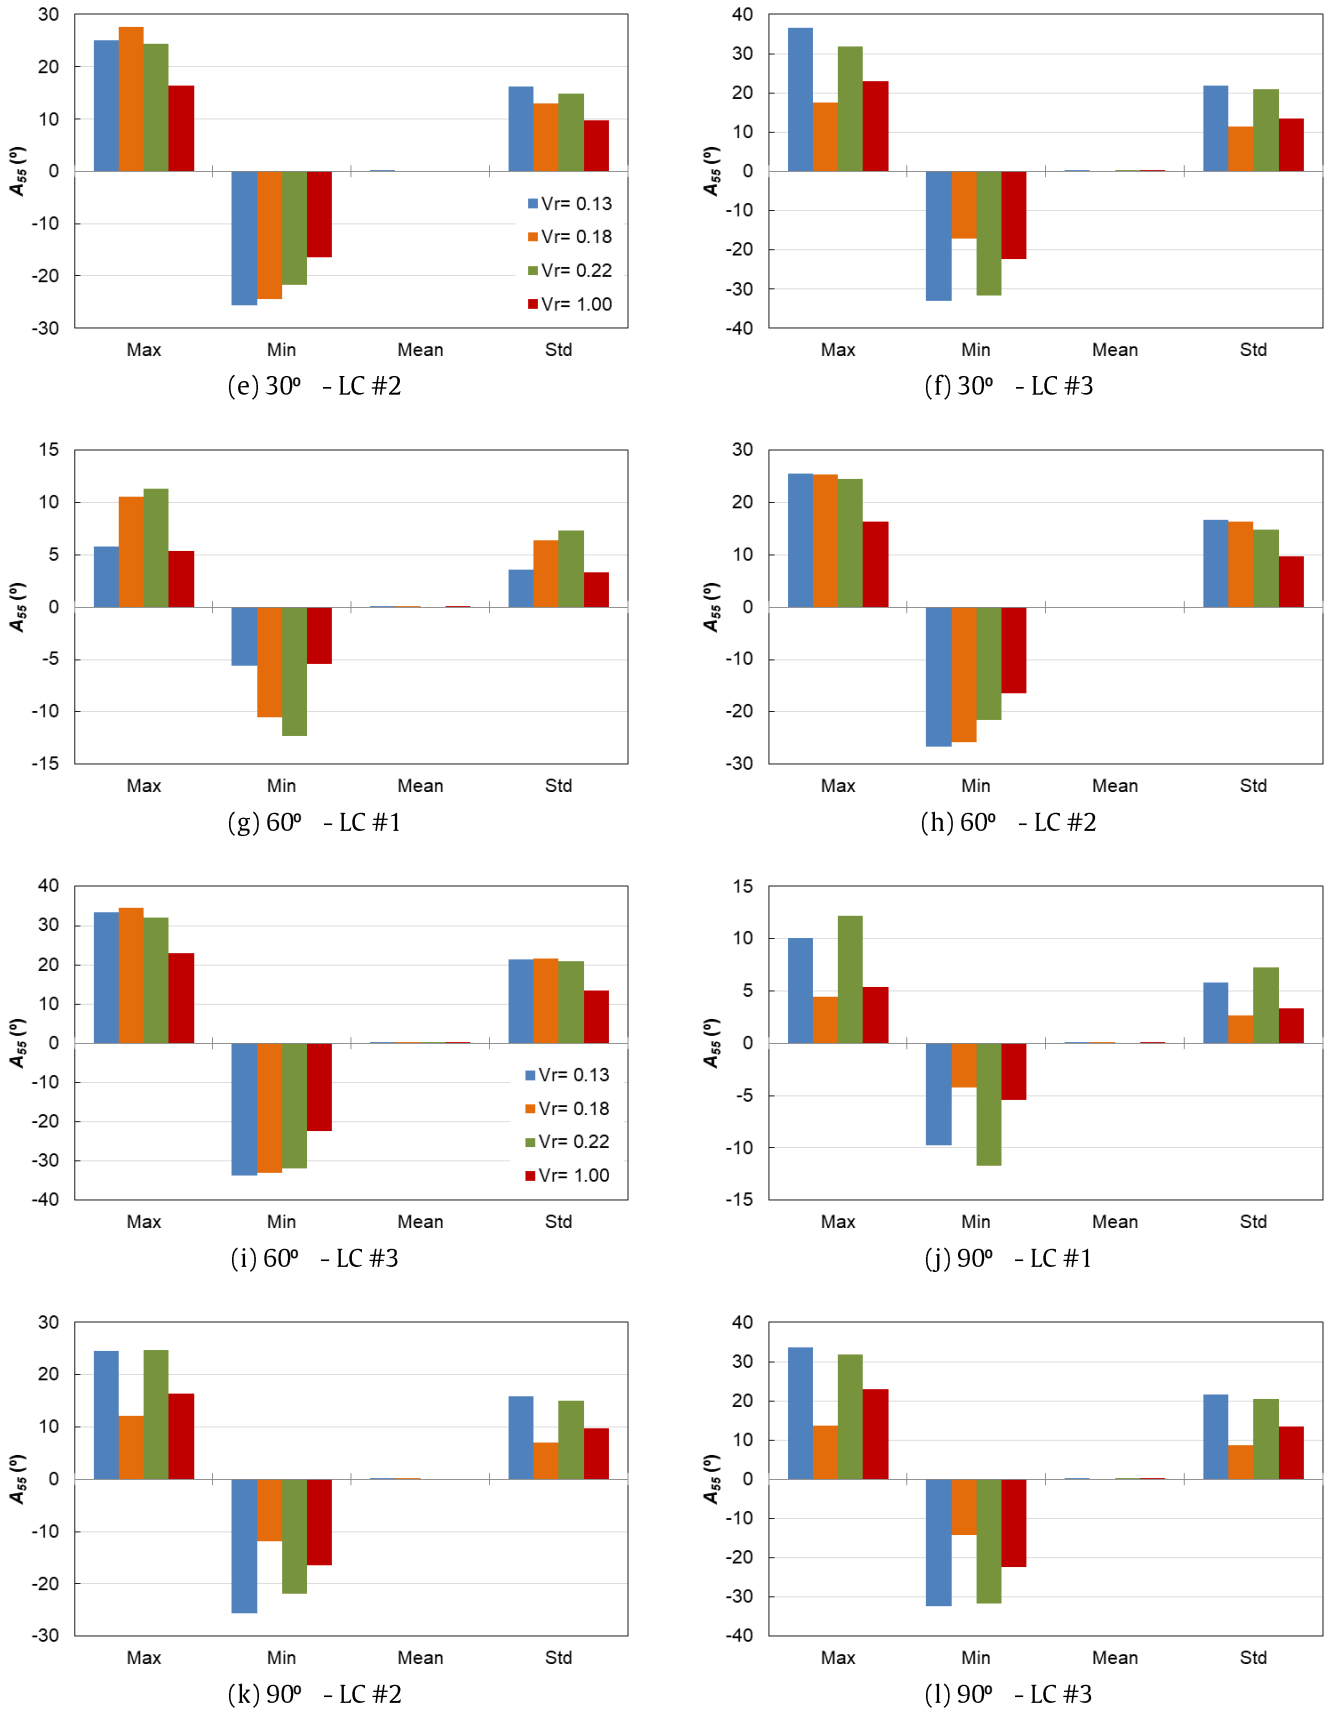 30
20
10
0
-10
-20
-30
A55 (º)
Vr= 0.13
Vr= 0.18
Vr= 0.22
Vr= 1.00
Max Min Mean Std
(e) 30º - LC #2
40
30
20
10
0
-10
-20
-30
-40
A55 (º)
Max Min Mean Std
(f) 30º - LC #3
15
10
5
0
-5
-10
-15
A55 (º)
Max Min Mean Std
(g) 60º - LC #1
30
20
10
0
-10
-20
-30
A55 (º)
Max Min Mean Std
(h) 60º - LC #2
40
30
20
10
0
-10
-20
-30
-40
A55 (º)
Vr= 0.13
Vr= 0.18
Vr= 0.22
Vr= 1.00
Max Min Mean Std
(i) 60º - LC #3
15
10
5
0
-5
-10
-15
A55 (º)
Max Min Mean Std
(j) 90º - LC #1
30
20
10
0
-10
-20
-30
A55 (º)
Max Min Mean Std
(k) 90º - LC #2
40
30
20
10
0
-10
-20
-30
-40
A55 (º)
Max Min Mean Std
(l) 90º - LC #3